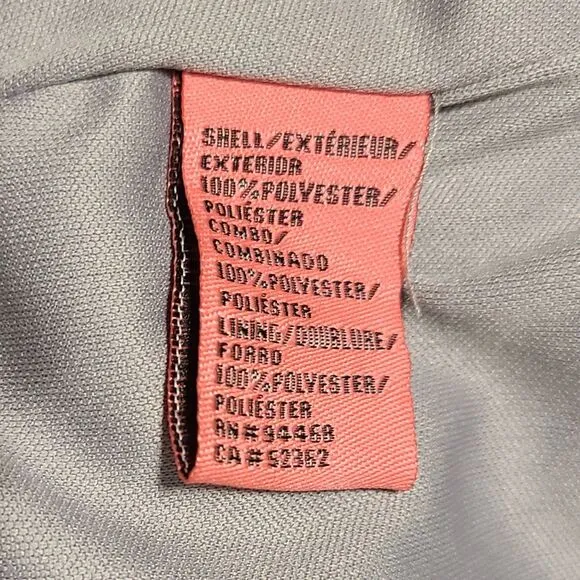 SHELL/EXTÉRIEUR/
EXTERIOR
100%POLYESTER/
POLIÉSTER
COMBO/
COMBINADO
100%POLYESTER/
POLIÉSTER
LINING/DOUBLURE/
FORRO
100%POLYESTER/
POLIÉSTER
RN#94468
CA#52362